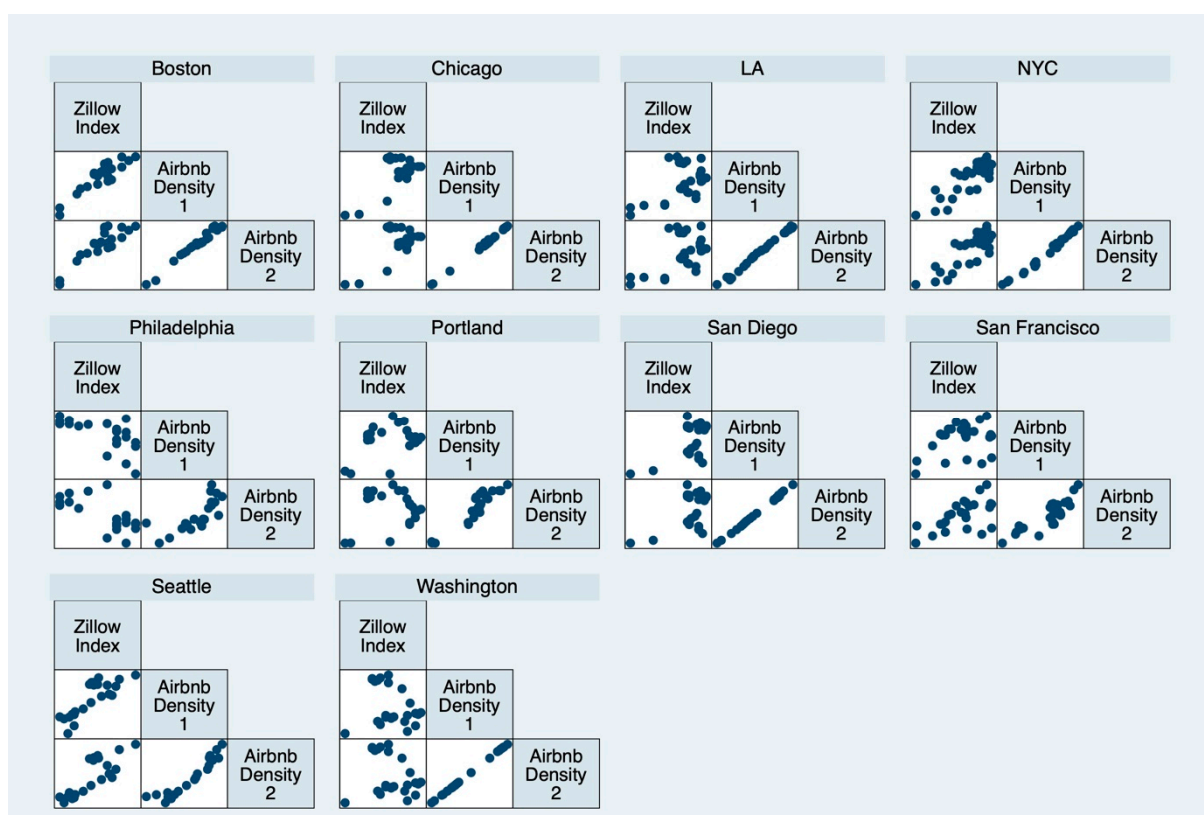 Boston
Zillow
Index
Airbnb
Density
1
Airbnb
Density
2
Chicago
Zillow
Index
Airbnb
Density
1
Airbnb
Density
2
LA
Zillow
Index
Airbnb
Density
1
Airbnb
Density
2
NYC
Zillow
Index
Airbnb
Density
1
Airbnb
Density
2
Philadelphia
Zillow
Index
Airbnb
Density
1
Airbnb
Density
2
Portland
Zillow
Index
Airbnb
Density
1
Airbnb
Density
2
San Diego
Zillow
Index
Airbnb
Density
1
Airbnb
Density
2
San Francisco
Zillow
Index
Airbnb
Density
1
Airbnb
Density
2
Seattle
Zillow
Index
Airbnb
Density
1
Airbnb
Density
2
Washington
Zillow
Index
Airbnb
Density
1
Airbnb
Density
2